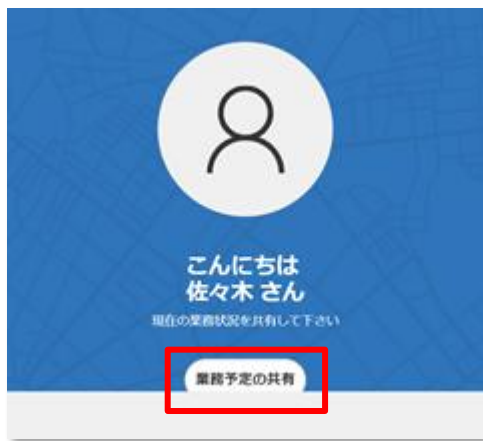 こんにちは
佐々木 さん
現在の業務状況を共有して下さい
業務予定の共有